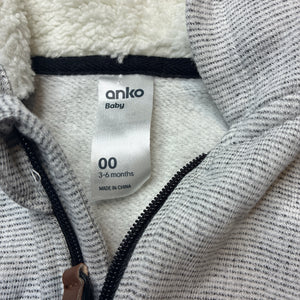 anko
Baby
00
3-6 months
MADE IN CHINA